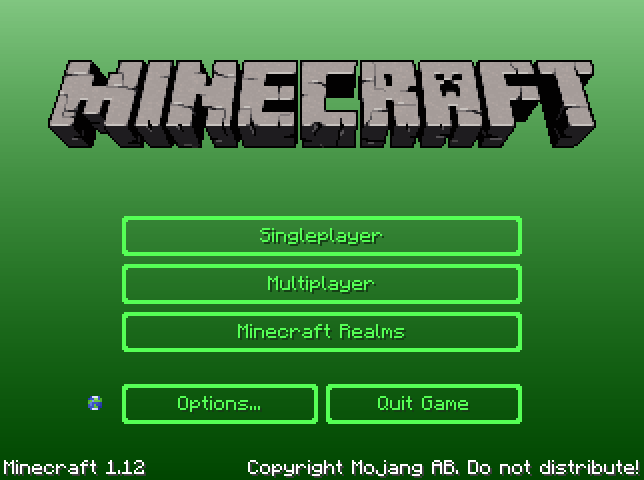 MINECRAFT
Singleplayer
Multiplayer
Minecraft Realms
Options...
Quit Game
Minecraft 1.12
Copyright Mojang AB. Do not distribute!